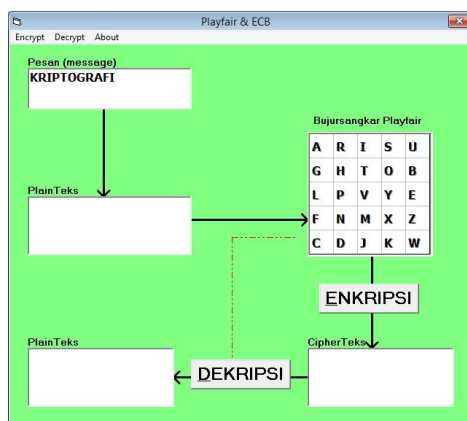 Playfair & ECB
Encrypt Decrypt About
Pesan (message)
KRIPTOGRAFI
Bujursangkar Playfair
A R I S U
G H T O B
L P V Y E
F N M X Z
C D J K W
PlainTeks
ENKRIPSI
PlainTeks
CipherTeks
DEKRIPSI